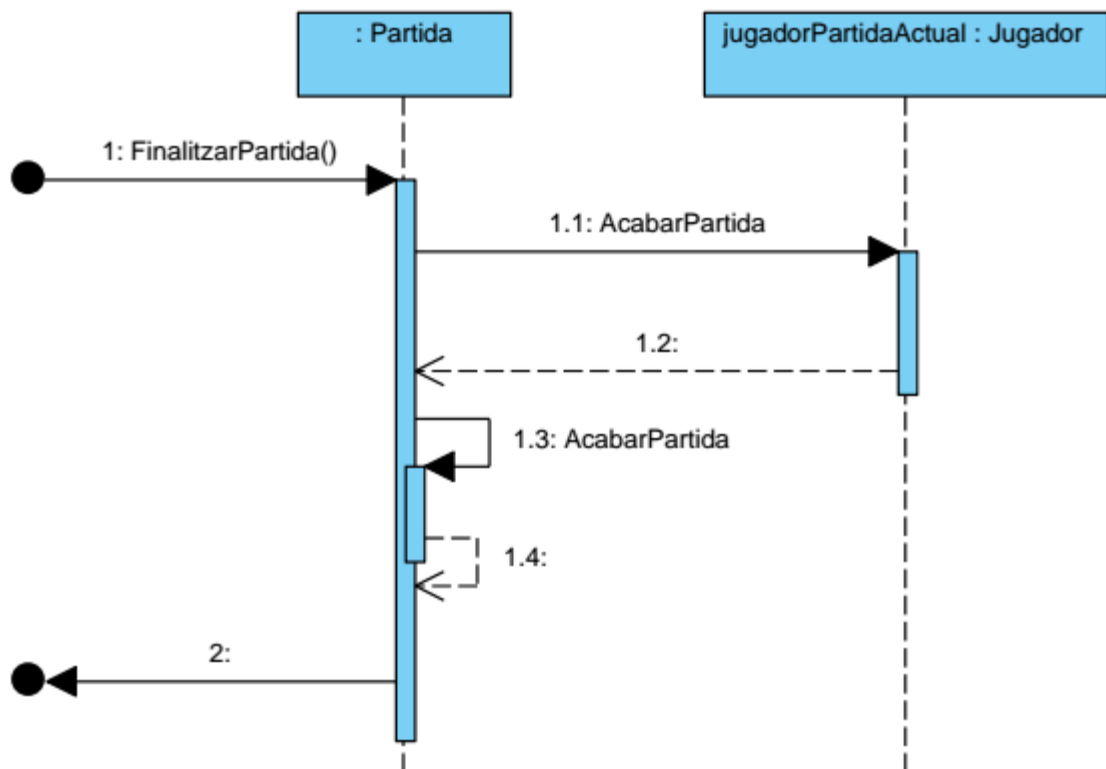 : Partida
jugadorPartidaActual : Jugador
1: FinalitzarPartida()
1.1: AcabarPartida
1.2:
1.3: AcabarPartida
1.4:
2: